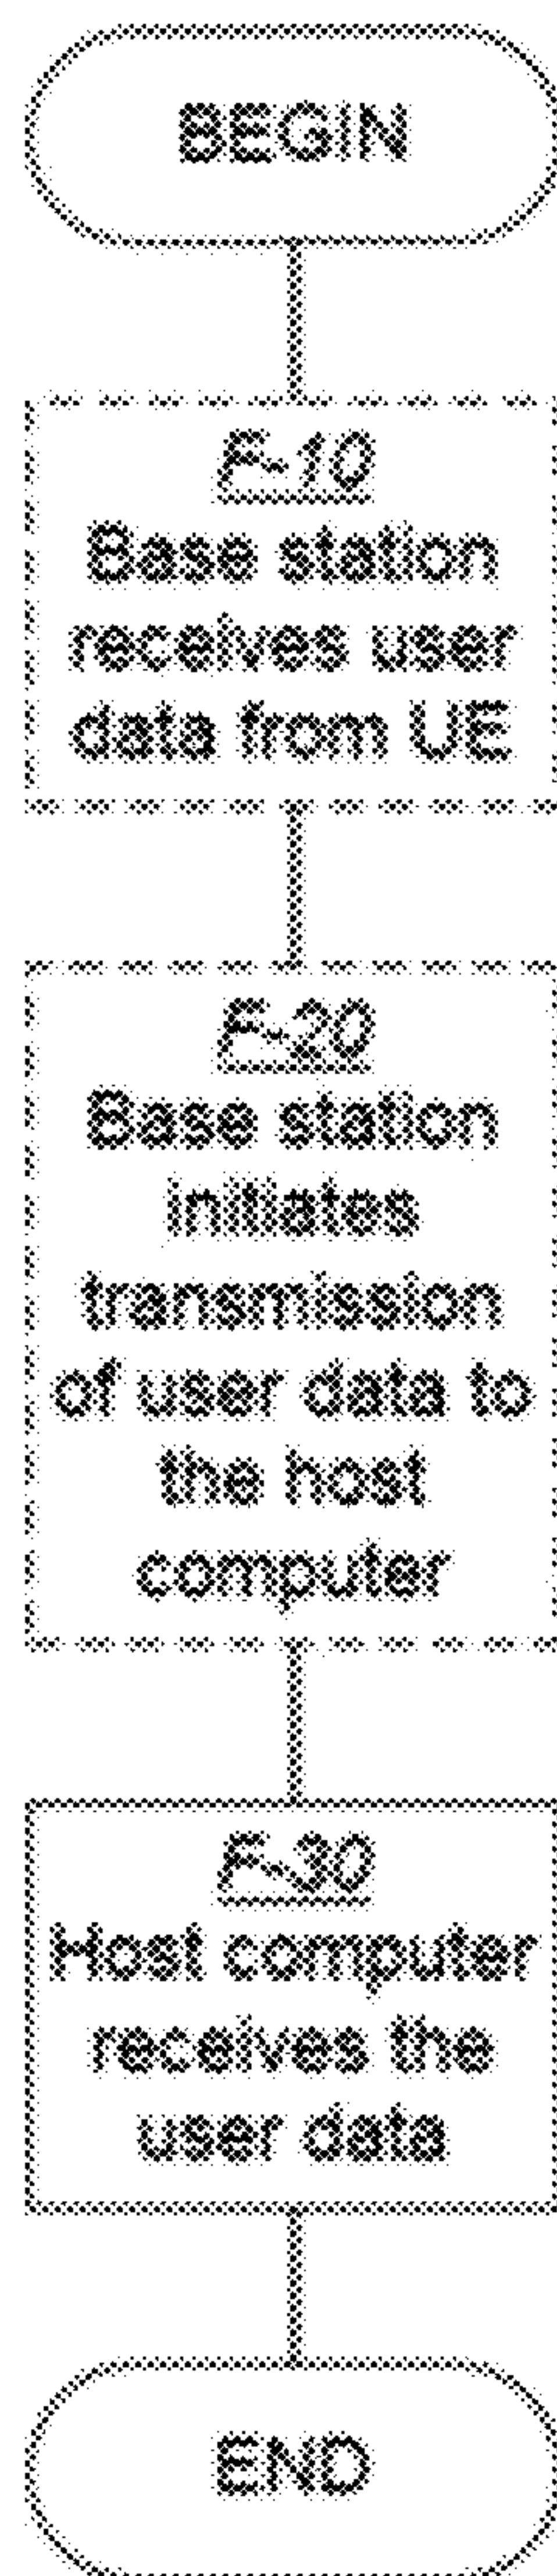 BEGIN
F-10
Base station
receives user
data from UE
F-20
Base station
initiates
transmission
of user data to
the host
computer
F-30
Host computer
receives the
user data
END